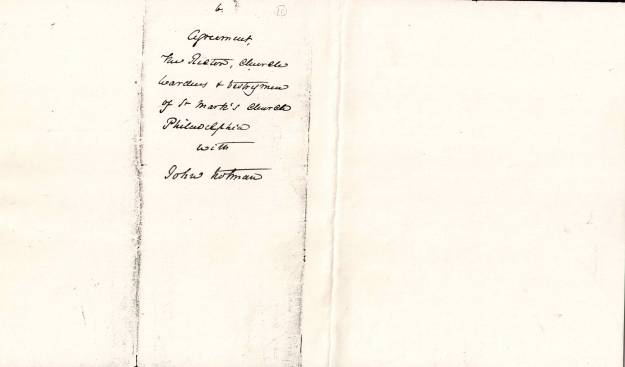 6.
Agreement,
The Rector, Church
Wardens & Vestrymen
of St Mark's Church
Philadelphia
with
John Notman